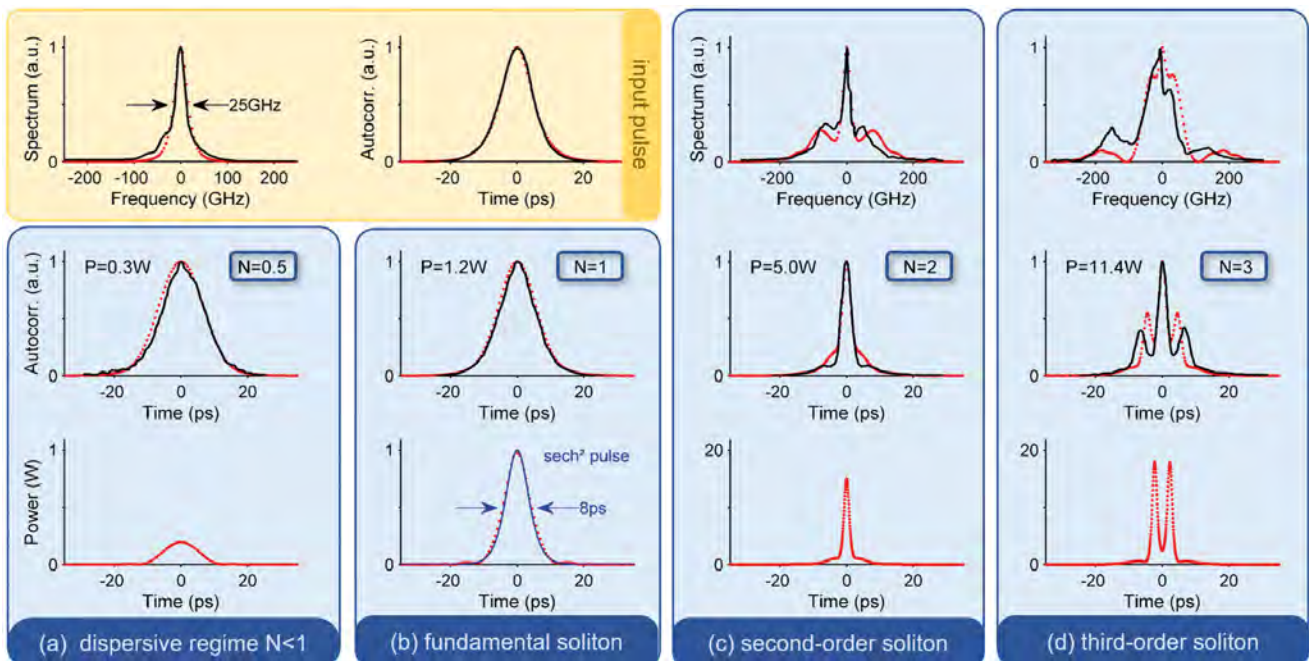 Spectrum (a.u.)
1
0
25GHz
-200 -100 0 100 200
Frequency (GHz)
Autocorr. (a.u.)
1
0
-20 0 20
Time (ps)
input pulse
Spectrum (a.u.)
1
0
-200 0 200
Frequency (GHz)
1
0
-200 0 200
Frequency (GHz)
Autocorr. (a.u.)
1
0
P=0.3W
N=0.5
-20 0 20
Time (ps)
1
0
P=1.2W
N=1
-20 0 20
Time (ps)
1
0
P=5.0W
N=2
-20 0 20
Time (ps)
1
0
P=11.4W
N=3
-20 0 20
Time (ps)
Power (W)
1
0
-20 0 20
Time (ps)
1
0
sech² pulse
8ps
-20 0 20
Time (ps)
20
0
-20 0 20
Time (ps)
20
0
-20 0 20
Time (ps)
(a) dispersive regime N<1
(b) fundamental soliton
(c) second-order soliton
(d) third-order soliton